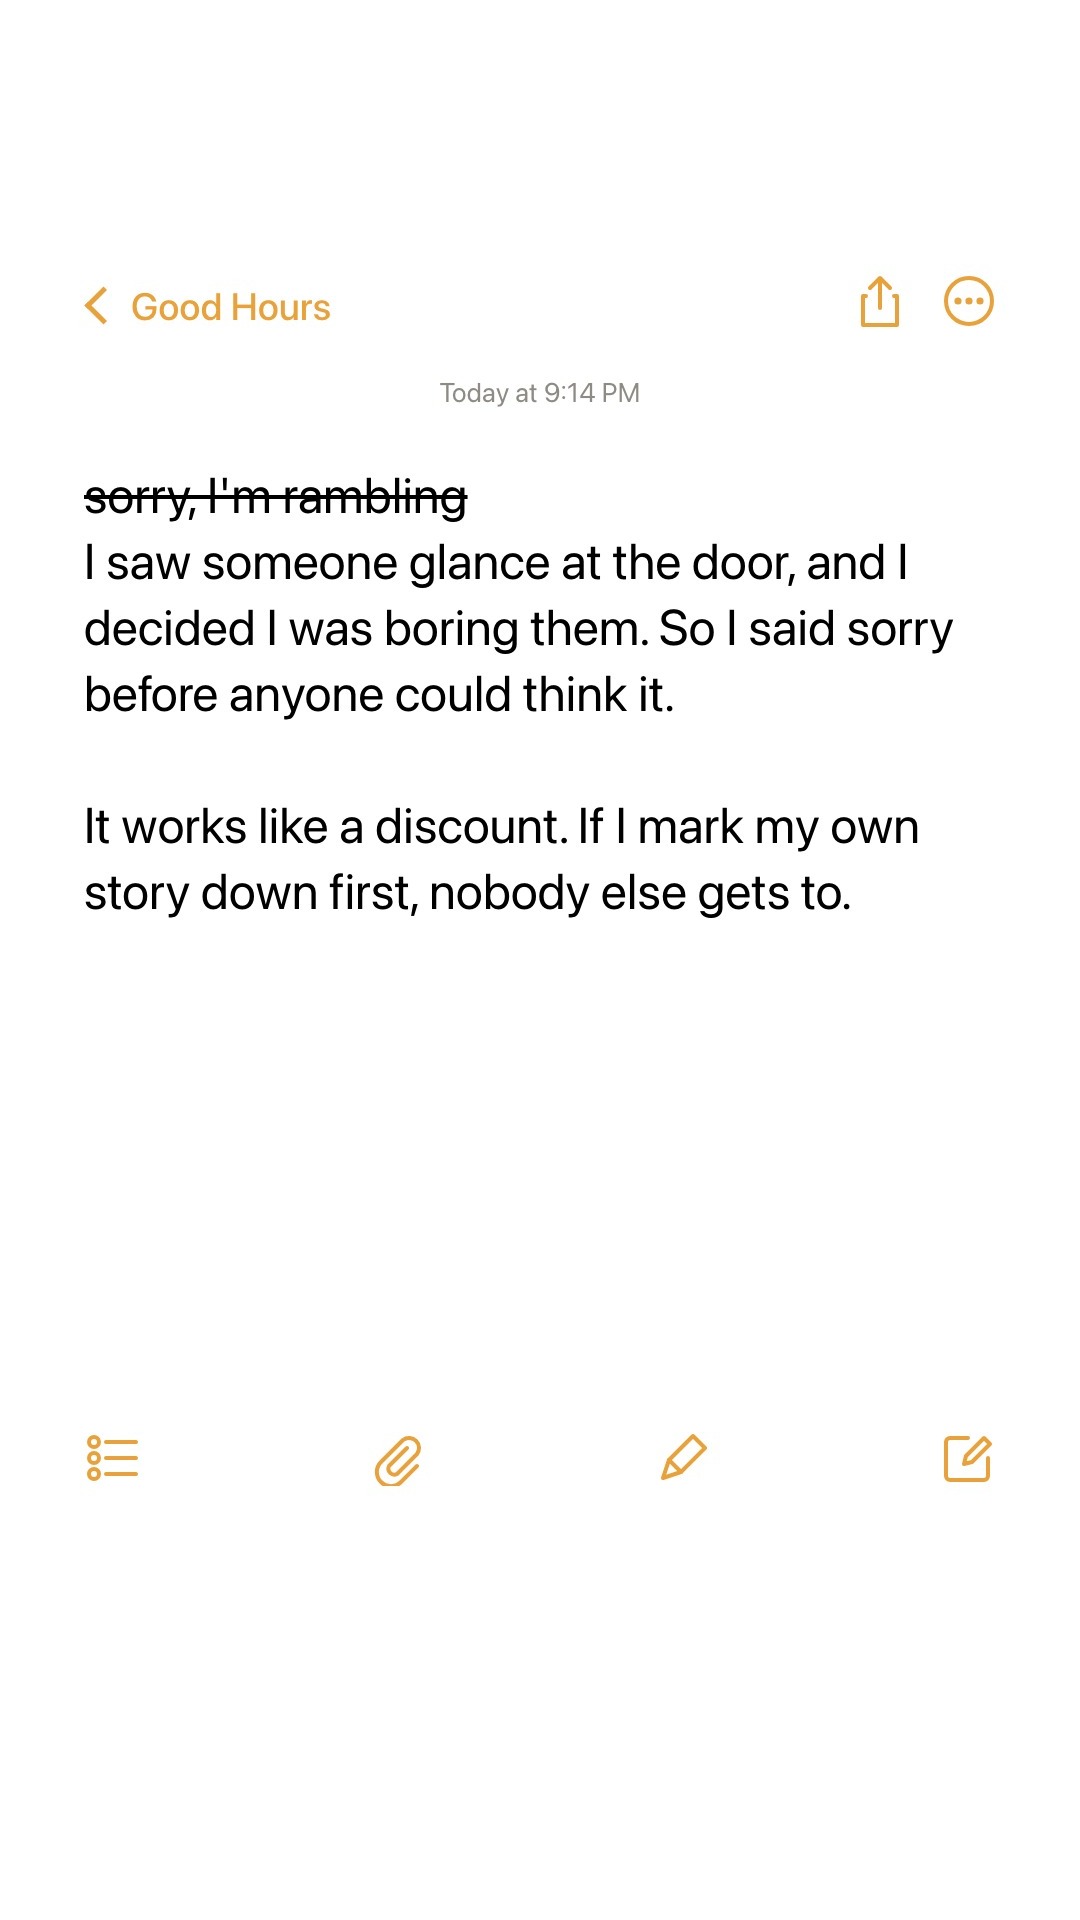 Good Hours
Today at 9:14 PM
sorry, I'm rambling
I saw someone glance at the door, and I
decided I was boring them. So I said sorry
before anyone could think it.
It works like a discount. If I mark my own
story down first, nobody else gets to.